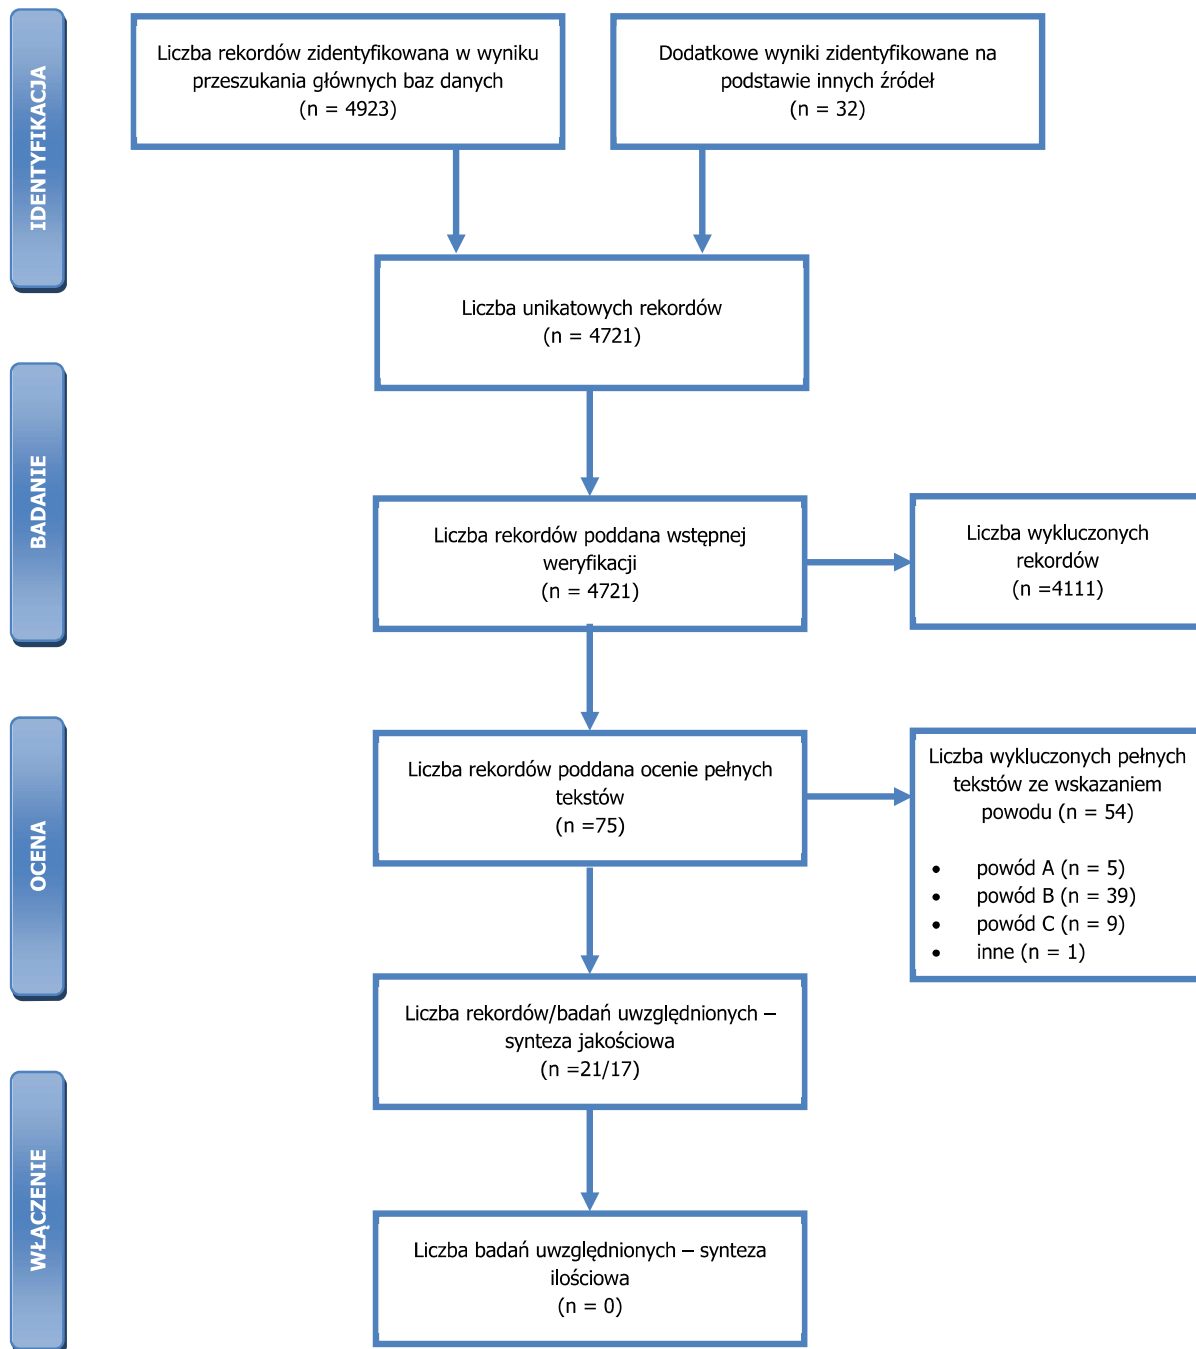 IDENTYFIKACJA
Liczba rekordów zidentyfikowana w wyniku
przeszukania głównych baz danych
(n = 4923)
Dodatkowe wyniki zidentyfikowane na
podstawie innych źródeł
(n = 32)
Liczba unikatowych rekordów
(n = 4721)
BADANIE
Liczba rekordów poddana wstępnej
weryfikacji
(n = 4721)
Liczba wykluczonych
rekordów
(n =4111)
OCENA
Liczba rekordów poddana ocenie pełnych
tekstów
(n =75)
Liczba wykluczonych pełnych
tekstów ze wskazaniem
powodu (n = 54)
• powód A (n = 5)
• powód B (n = 39)
• powód C (n = 9)
• inne (n = 1)
Liczba rekordów/badań uwzględnionych –
synteza jakościowa
(n =21/17)
WŁĄCZENIE
Liczba badań uwzględnionych – synteza
ilościowa
(n = 0)